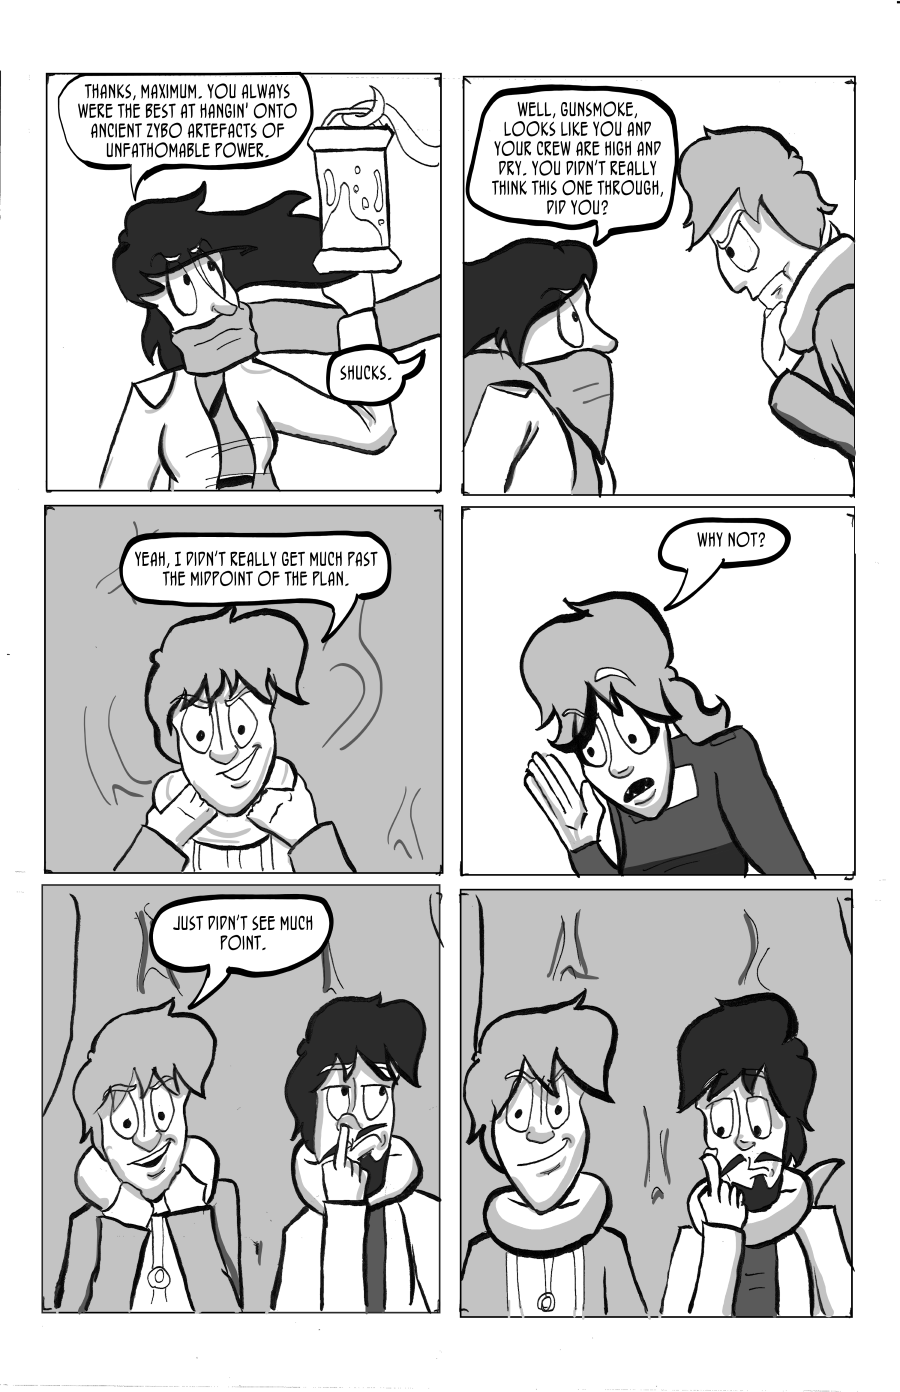 THANKS, MAXIMUM. YOU ALWAYS
WERE THE BEST AT HANGIN' ONTO
ANCIENT ZYBO ARTEFACTS OF
UNFATHOMABLE POWER.
SHUCKS.
WELL, GUNSMOKE,
LOOKS LIKE YOU AND
YOUR CREW ARE HIGH AND
DRY. YOU DIDN'T REALLY
THINK THIS ONE THROUGH,
DID YOU?
YEAH, I DIDN'T REALLY GET MUCH PAST
THE MIDPOINT OF THE PLAN.
WHY NOT?
JUST DIDN'T SEE MUCH
POINT.